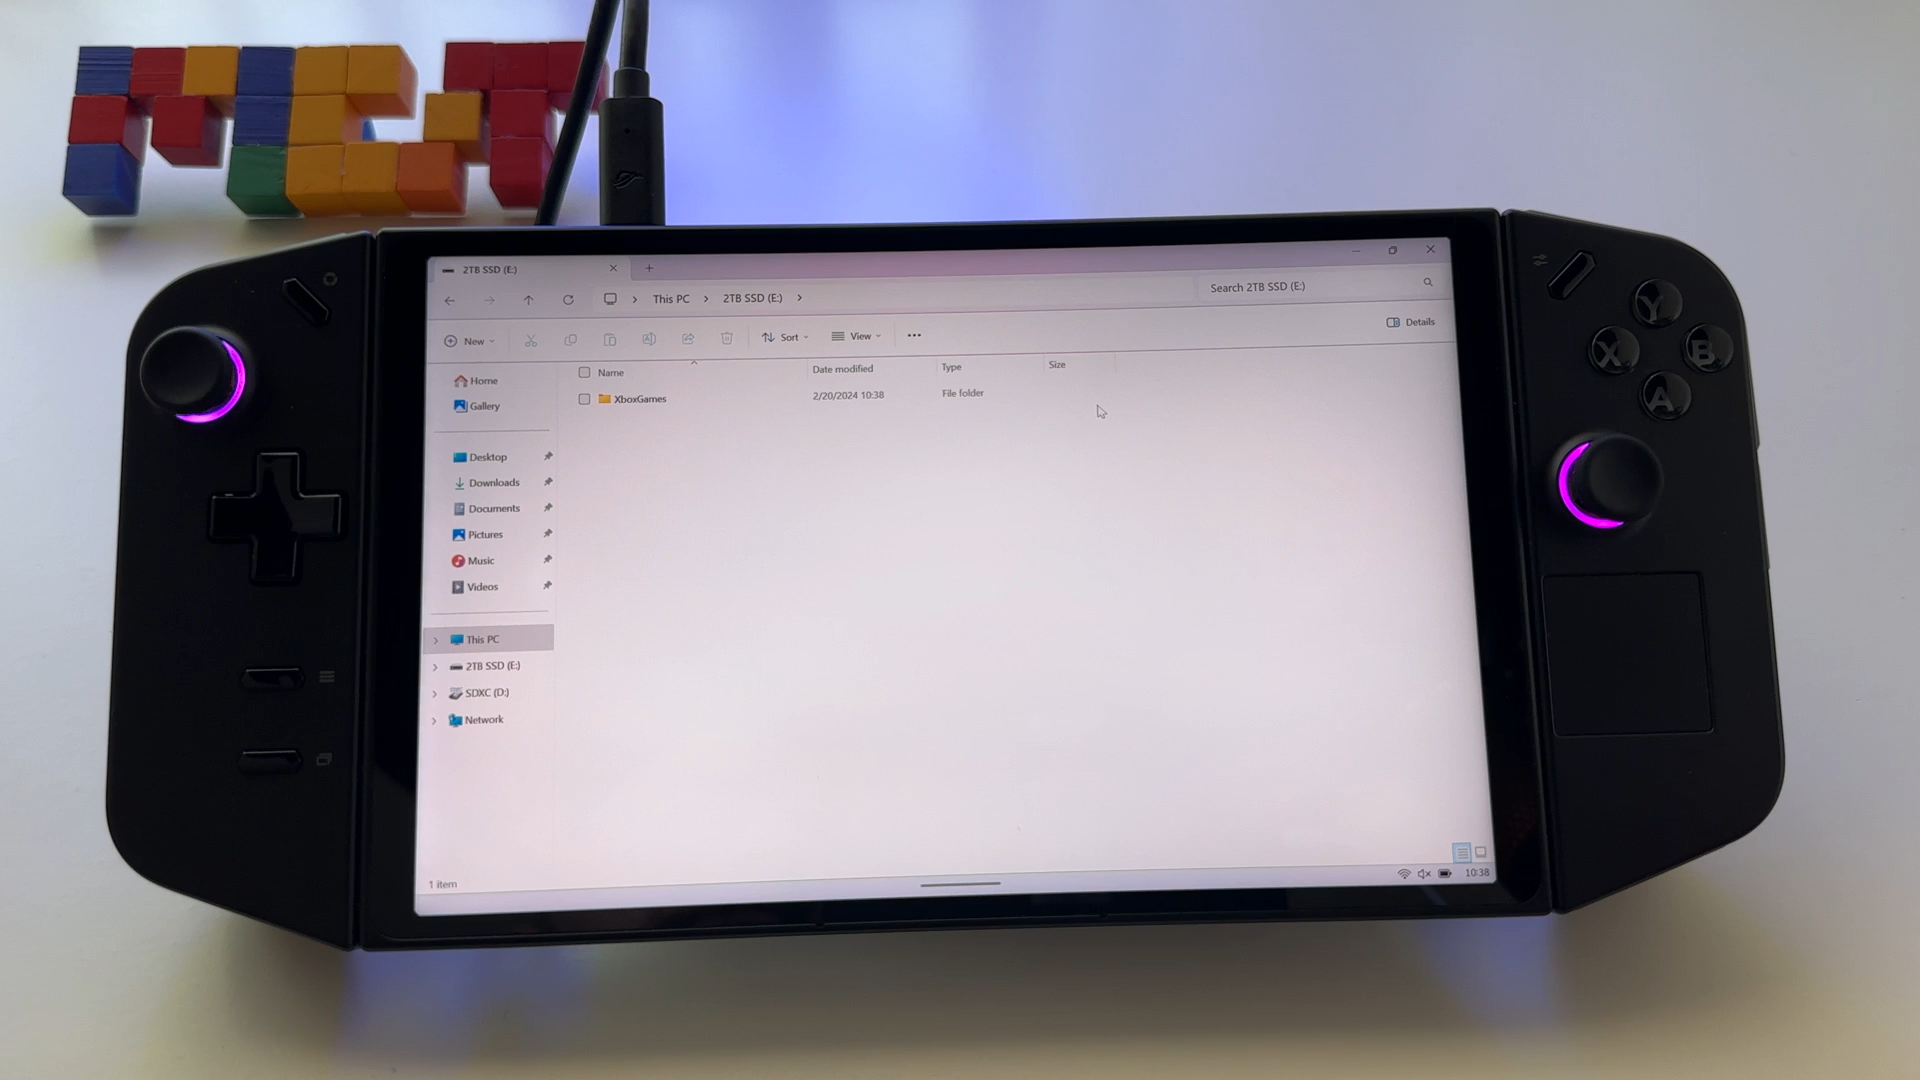 MCT
2TB SSD (E:)
This PC > 2TB SSD (E:) >
Search 2TB SSD (E:)
New
Sort
View
Details
Name
Date modified
Type
Size
XboxGames
2/20/2024 10:38
File folder
Home
Gallery
Desktop
Downloads
Documents
Pictures
Music
Videos
This PC
2TB SSD (E:)
SDXC (D:)
Network
1 item
10:38
Y
X
B
A